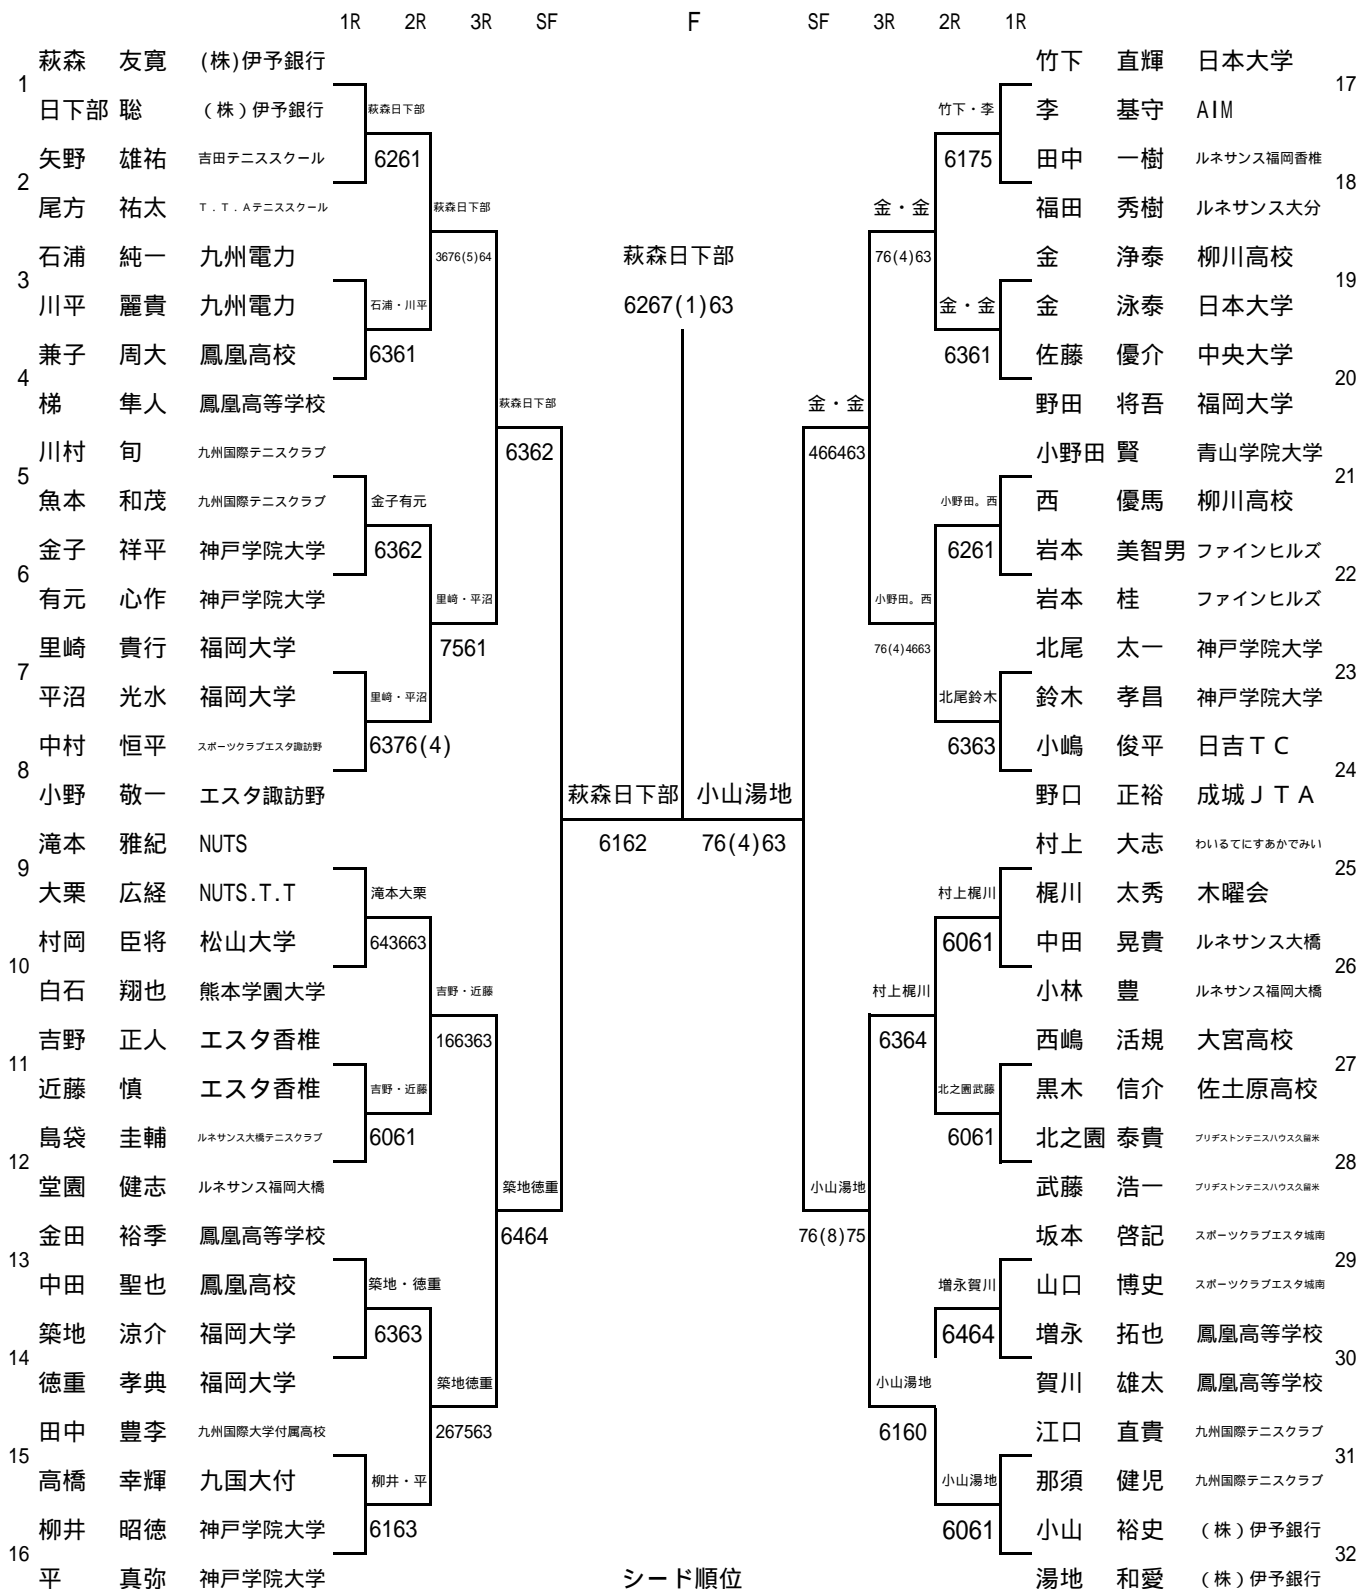 1R 2R 3R SF F SF 3R 2R 1R
1
萩森 友寛 (株)伊予銀行
日下部 聡 (株)伊予銀行
2
矢野 雄祐 吉田テニススクール
尾方 祐太 T.T.Aテニススクール
3
石浦 純一 九州電力
川平 麗貴 九州電力
4
兼子 周大 鳳凰高校
梯 隼人 鳳凰高等学校
5
川村 旬 九州国際テニスクラブ
魚本 和茂 九州国際テニスクラブ
6
金子 祥平 神戸学院大学
有元 心作 神戸学院大学
7
里崎 貴行 福岡大学
平沼 光水 福岡大学
8
中村 恒平 スポーツクラブエスタ諏訪野
小野 敬一 エスタ諏訪野
9
滝本 雅紀 NUTS
大栗 広経 NUTS.T.T
10
村岡 臣将 松山大学
白石 翔也 熊本学園大学
11
吉野 正人 エスタ香椎
近藤 慎 エスタ香椎
12
島袋 圭輔 ルネサンス大橋テニスクラブ
堂園 健志 ルネサンス福岡大橋
13
金田 裕季 鳳凰高等学校
中田 聖也 鳳凰高校
14
築地 涼介 福岡大学
徳重 孝典 福岡大学
15
田中 豊李 九州国際大学付属高校
高橋 幸輝 九国大付
16
柳井 昭徳 神戸学院大学
平 真弥 神戸学院大学
萩森日下部
6261
石浦・川平
6361
金子有元
6362
里崎・平沼
6376(4)
滝本大栗
643663
吉野・近藤
6061
築地・徳重
6363
柳井・平
6163
萩森日下部
3676(5)64
里崎・平沼
7561
吉野・近藤
166363
築地徳重
267563
萩森日下部
6362
築地徳重
6464
萩森日下部
6162
萩森日下部
6267(1)63
小山湯地
76(4)63
金・金
466463
小山湯地
76(8)75
金・金
76(4)63
小野田。西
76(4)4663
村上梶川
6364
小山湯地
6160
竹下・李
6175
金・金
6361
小野田。西
6261
北尾鈴木
6363
村上梶川
6061
北之園武藤
6061
増永賀川
6464
小山湯地
6061
竹下 直輝 日本大学
17
李 基守 AIM
田中 一樹 ルネサンス福岡香椎
18
福田 秀樹 ルネサンス大分
金 浄泰 柳川高校
19
金 泳泰 日本大学
佐藤 優介 中央大学
20
野田 将吾 福岡大学
小野田 賢 青山学院大学
21
西 優馬 柳川高校
岩本 美智男 ファインヒルズ
22
岩本 桂 ファインヒルズ
北尾 太一 神戸学院大学
23
鈴木 孝昌 神戸学院大学
小嶋 俊平 日吉TC
24
野口 正裕 成城JTA
村上 大志 わいるてにすあかでみい
25
梶川 太秀 木曜会
中田 晃貴 ルネサンス大橋
26
小林 豊 ルネサンス福岡大橋
西嶋 活規 大宮高校
27
黒木 信介 佐土原高校
北之園 泰貴 ブリヂストンテニスハウス久留米
28
武藤 浩一 ブリヂストンテニスハウス久留米
坂本 啓記 スポーツクラブエスタ城南
29
山口 博史 スポーツクラブエスタ城南
増永 拓也 鳳凰高等学校
30
賀川 雄太 鳳凰高等学校
江口 直貴 九州国際テニスクラブ
31
那須 健児 九州国際テニスクラブ
小山 裕史 (株)伊予銀行
32
湯地 和愛 (株)伊予銀行
シード順位